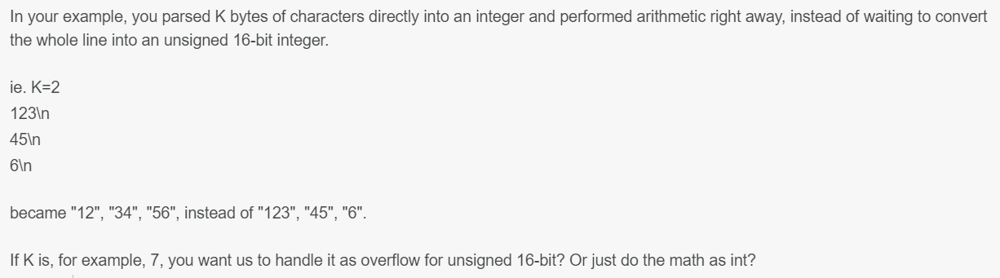 In your example, you parsed K bytes of characters directly into an integer and performed arithmetic right away, instead of waiting to convert
the whole line into an unsigned 16-bit integer.
ie. K=2
123\n
45\n
6\n
became "12", "34", "56", instead of "123", "45", "6".
If K is, for example, 7, you want us to handle it as overflow for unsigned 16-bit? Or just do the math as int?